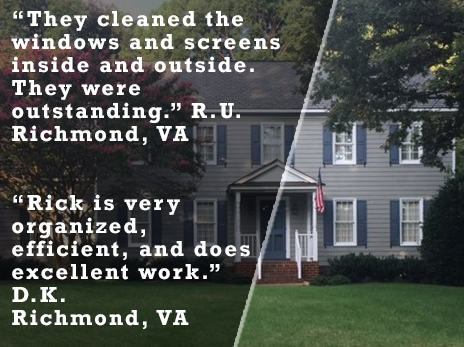 “They cleaned the
windows and screens
inside and outside.
They were
outstanding.” R.U.
Richmond, VA
“Rick is very
organized,
efficient, and does
excellent work.”
D.K.
Richmond, VA